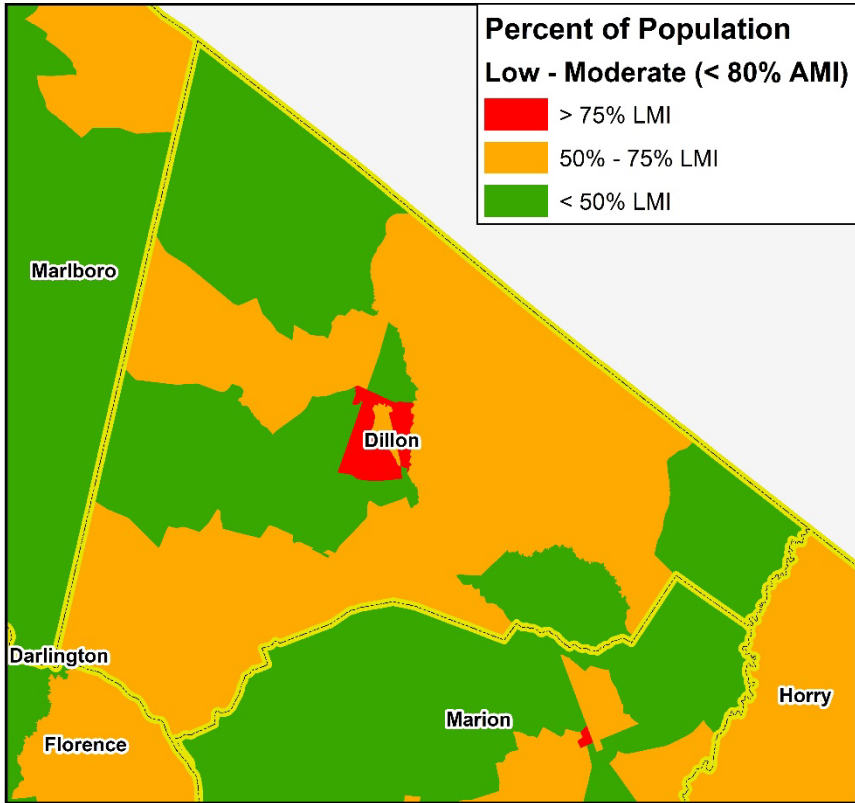 Percent of Population
Low - Moderate (< 80% AMI)
> 75% LMI
50% - 75% LMI
< 50% LMI
Marlboro
Dillon
Darlington
Horry
Marion
Florence